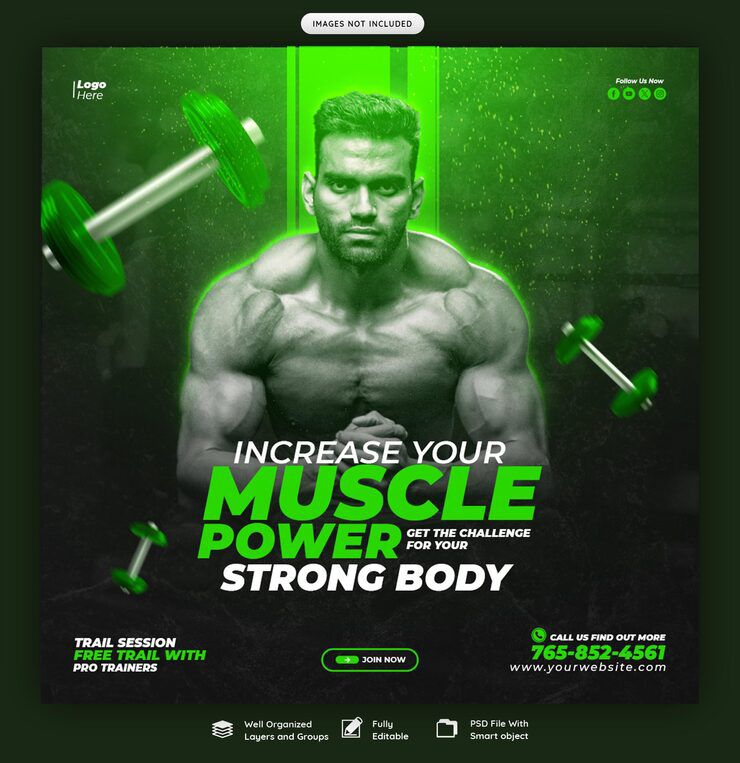 IMAGES NOT INCLUDED
Logo
Here
Follow Us Now
INCREASE YOUR
MUSCLE
POWER
GET THE CHALLENGE
FOR YOUR
STRONG BODY
TRAIL SESSION
FREE TRAIL WITH
PRO TRAINERS
JOIN NOW
CALL US FIND OUT MORE
765-852-4561
www.yourwebsite.com
Well Organized
Layers and Groups
Fully
Editable
PSD File With
Smart object